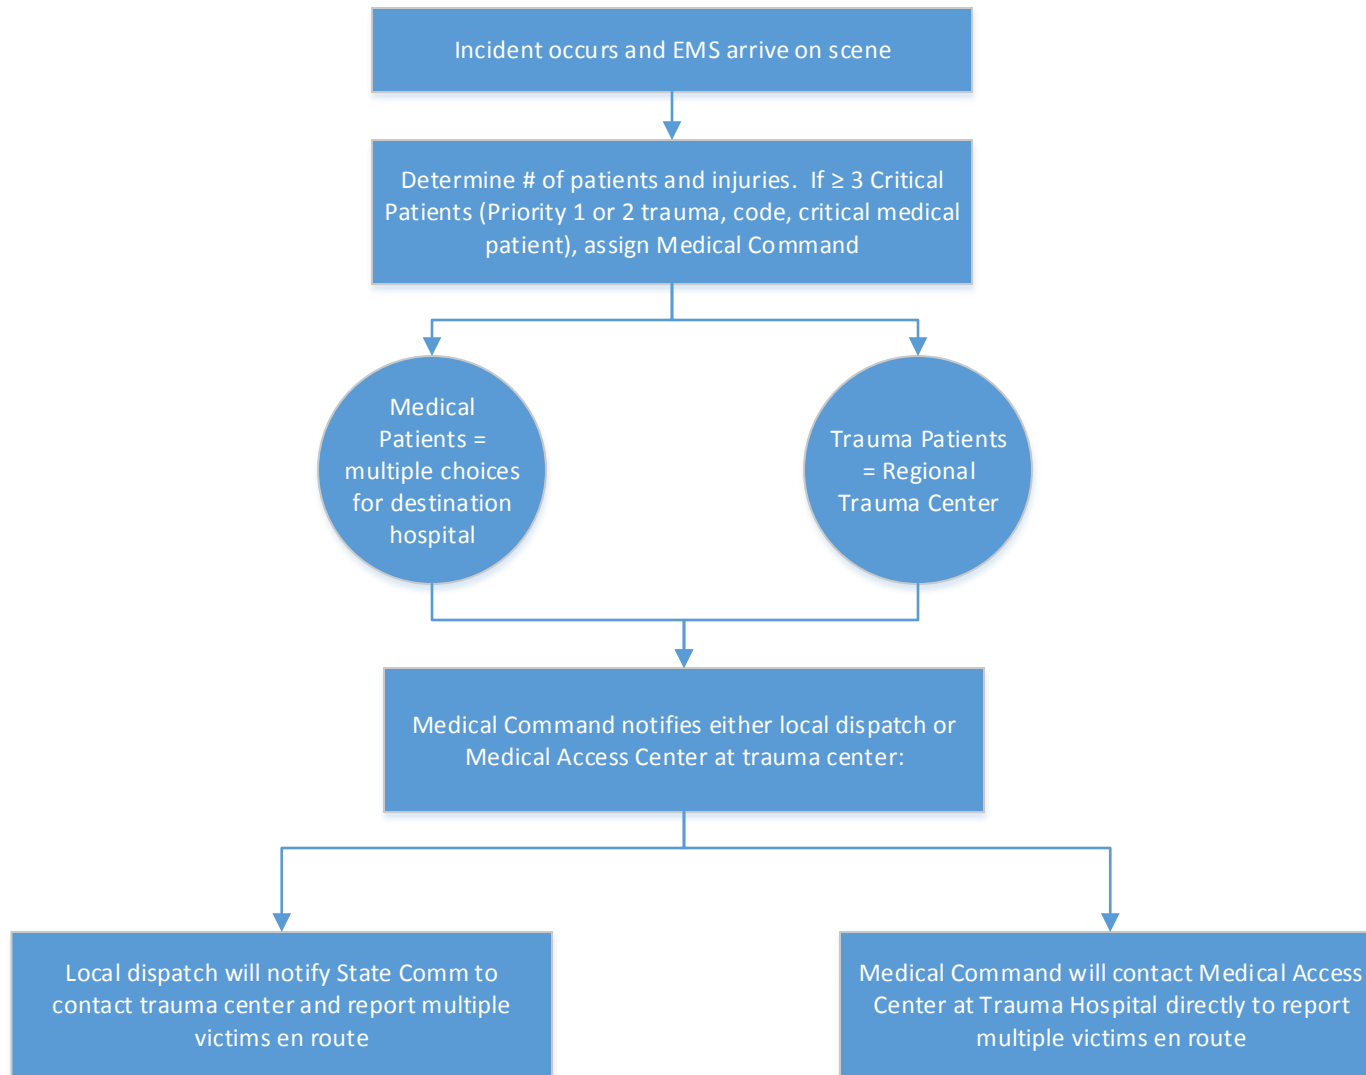 Incident occurs and EMS arrive on scene
Determine # of patients and injuries.  If ≥ 3 Critical
Patients (Priority 1 or 2 trauma, code, critical medical
patient), assign Medical Command
Medical
Patients =
multiple choices
for destination
hospital
Trauma Patients
= Regional
Trauma Center
Medical Command notifies either local dispatch or
Medical Access Center at trauma center:
Local dispatch will notify State Comm to
contact trauma center and report multiple
victims en route
Medical Command will contact Medical Access
Center at Trauma Hospital directly to report
multiple victims en route